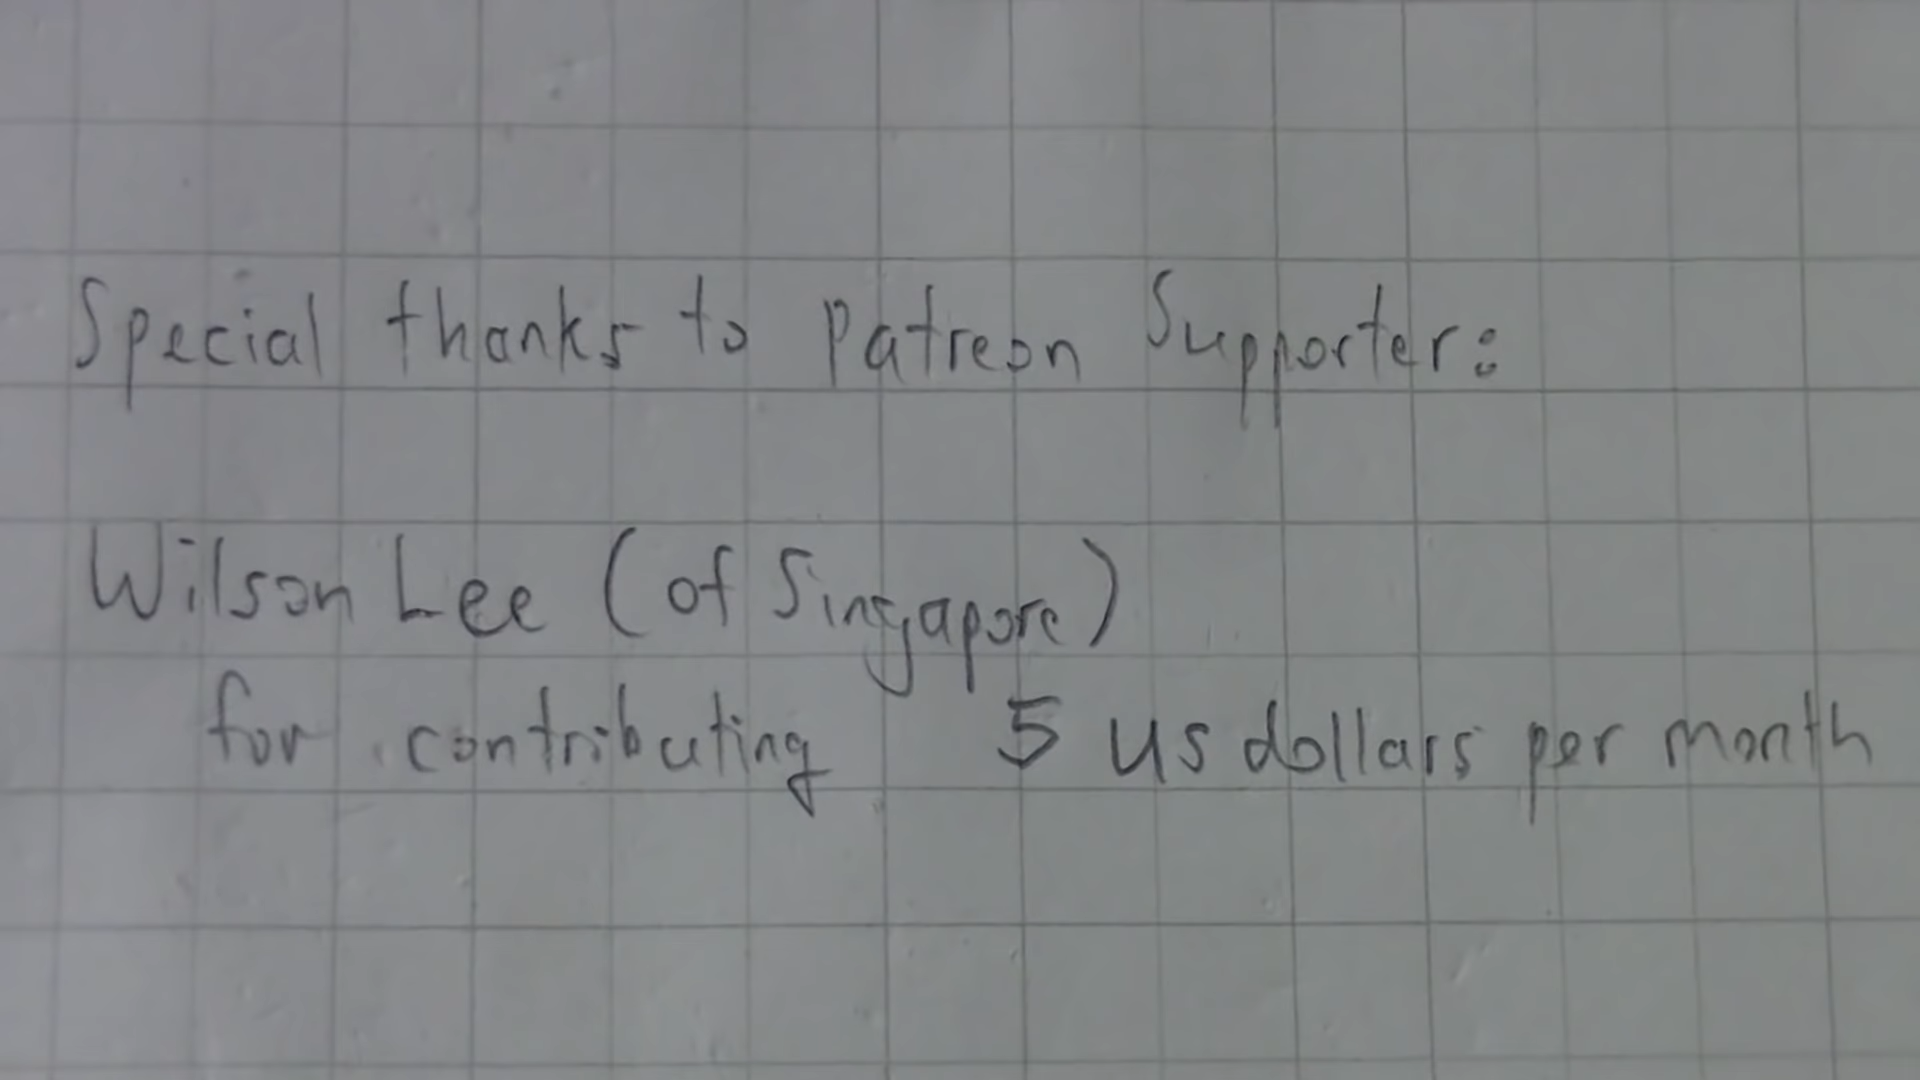 Special thanks to Patreon Supporter:
Wilson Lee (of Singapore)
for contributing 5 US dollars per month